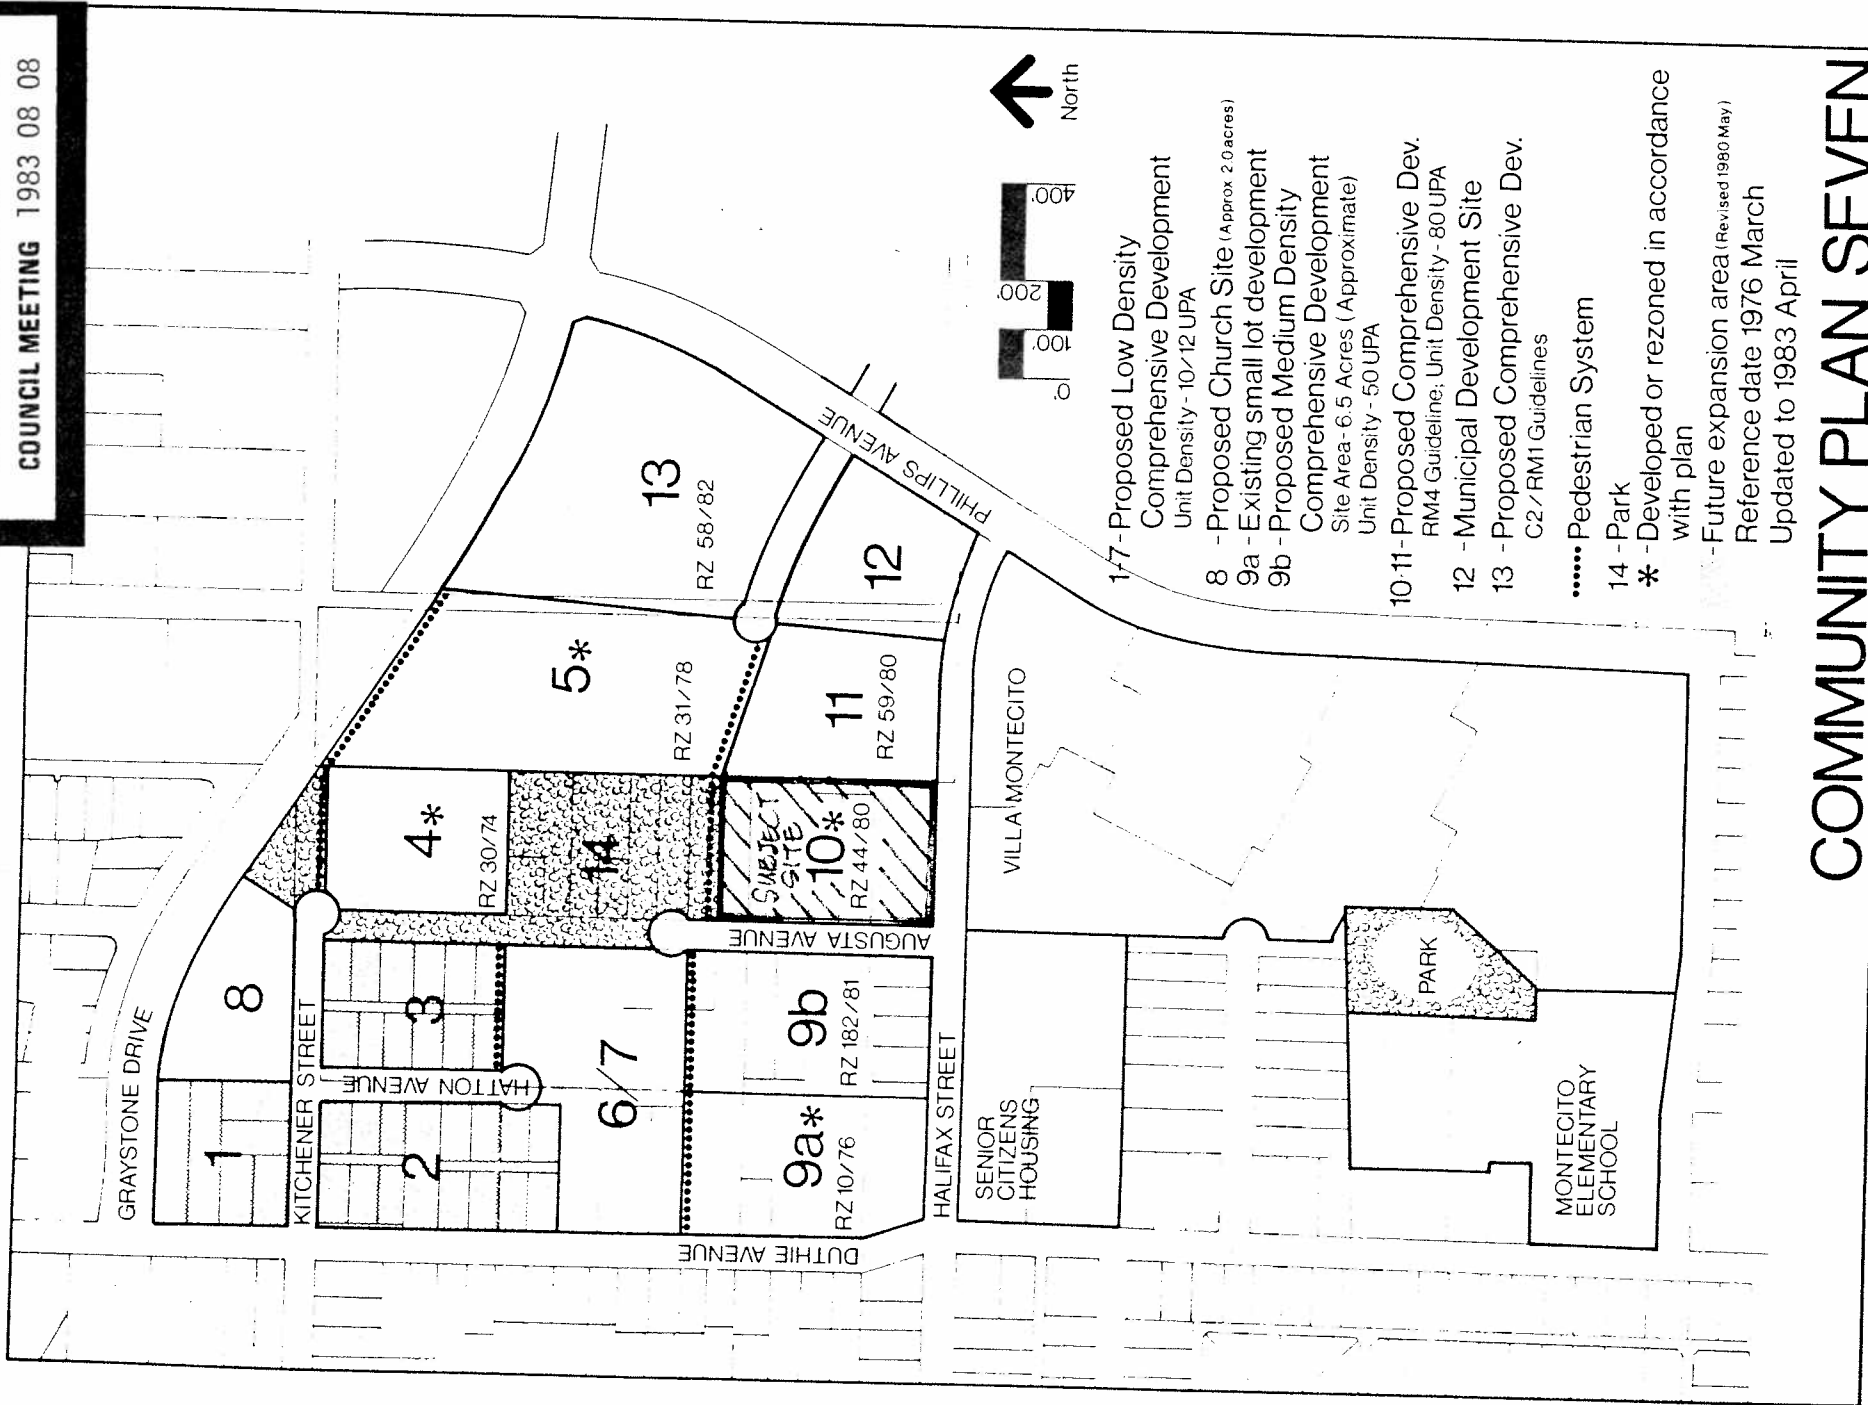 COUNCIL MEETING 1983 08 08
North
0'
100'
200'
400'
GRAYSTONE DRIVE
KITCHENER STREET
HATTON AVENUE
DUTHIE AVENUE
AUGUSTA AVENUE
HALIFAX STREET
PHILLIPS AVENUE
1
2
3
8
6/7
4*
RZ 30/74
14
5*
RZ 31/78
13
RZ 58/82
12
11
RZ 59/80
SUBJECT
SITE
10*
RZ 44/80
9b
RZ 182/81
9a*
RZ 10/76
VILLA MONTECITO
SENIOR
CITIZENS
HOUSING
PARK
MONTECITO
ELEMENTARY
SCHOOL
1-7-Proposed Low Density
Comprehensive Development
Unit Density - 10/12 UPA
8 - Proposed Church Site (Approx 2.0 acres)
9a - Existing small lot development
9b - Proposed Medium Density
Comprehensive Development
Site Area - 6.5 Acres (Approximate)
Unit Density - 50 UPA
10-11-Proposed Comprehensive Dev.
RM4 Guideline; Unit Density - 80 UPA
12 - Municipal Development Site
13 - Proposed Comprehensive Dev.
C2/RM1 Guidelines
•••••• Pedestrian System
14 - Park
* - Developed or rezoned in accordance
with plan
- Future expansion area (Revised 1980 May)
Reference date 1976 March
Updated to 1983 April
COMMUNITY PLAN SEVEN